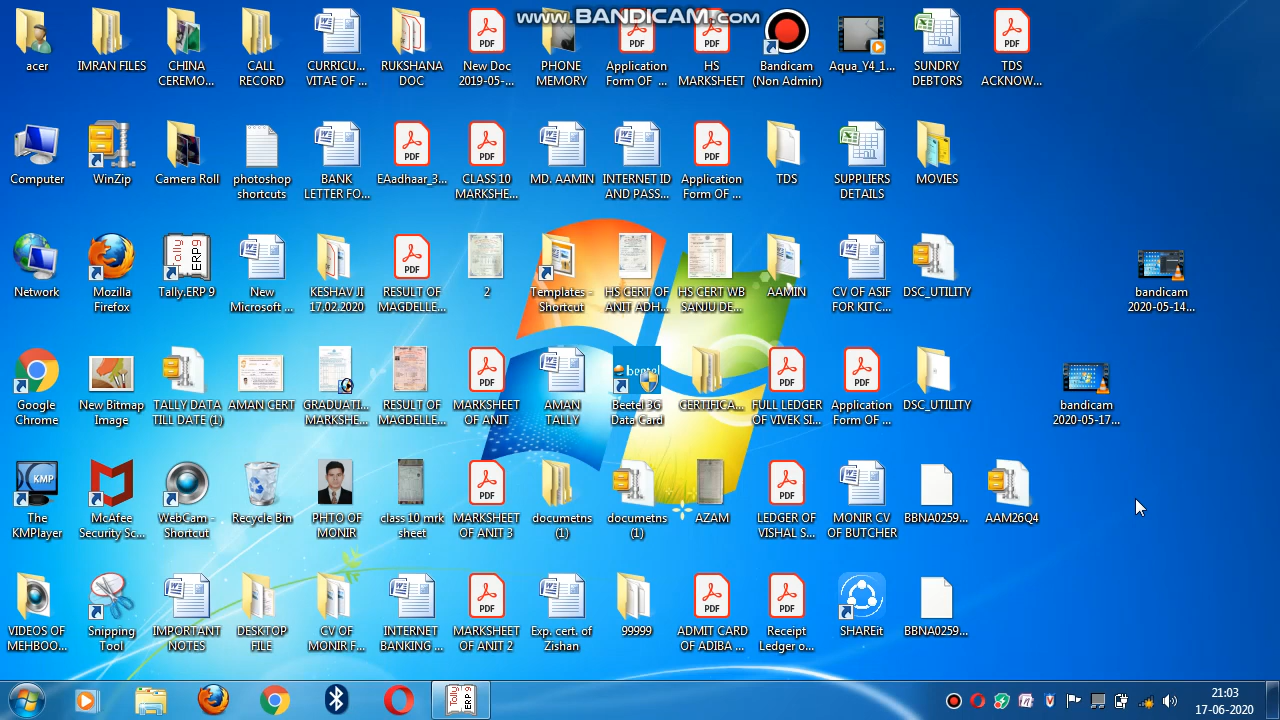 www.BANDICAM.com
acer
IMRAN FILES
CHINA
CEREMO...
CALL
RECORD
CURRICU...
VITAE OF ...
RUKSHANA
DOC
New Doc
2019-05-...
PHONE
MEMORY
Application
Form OF ...
HS
MARKSHEET
Bandicam
(Non Admin)
Aqua_Y4_1...
SUNDRY
DEBTORS
TDS
ACKNOW...
Computer
WinZip
Camera Roll
photoshop
shortcuts
BANK
LETTER FO...
EAadhaar_3...
CLASS 10
MARKSHE...
MD. AAMIN
INTERNET ID
AND PASS...
Application
Form OF ...
TDS
SUPPLIERS
DETAILS
MOVIES
Network
Mozilla
Firefox
Tally.ERP 9
New
Microsoft ...
KESHAV JI
17.02.2020
RESULT OF
MAGDELLE...
2
Templates -
Shortcut
HS CERT OF
ANIT ADH...
HS CERT WB
SANJU DE...
AAMIN
CV OF ASIF
FOR KITC...
DSC_UTILITY
bandicam
2020-05-14...
Google
Chrome
New Bitmap
Image
TALLY DATA
TILL DATE (1)
AMAN CERT
GRADUATI...
MARKSHE...
RESULT OF
MAGDELLE...
MARKSHEET
OF ANIT
AMAN
TALLY
beetel
Beetel 3G
Data Card
CERTIFICA...
FULL LEDGER
OF VIVEK SI...
Application
Form OF ...
DSC_UTILITY
bandicam
2020-05-17...
KMP
The
KMPlayer
McAfee
Security Sc...
WebCam -
Shortcut
Recycle Bin
PHTO OF
MONIR
class 10 mrk
sheet
MARKSHEET
OF ANIT 3
documetns
(1)
documetns
(1)
AZAM
LEDGER OF
VISHAL S...
MONIR CV
OF BUTCHER
BBNA0259...
AAM26Q4
VIDEOS OF
MEHBOO...
Snipping
Tool
IMPORTANT
NOTES
DESKTOP
FILE
CV OF
MONIR F...
INTERNET
BANKING ...
MARKSHEET
OF ANIT 2
Exp. cert. of
Zishan
99999
ADMIT CARD
OF ADIBA ...
Receipt
Ledger o...
SHAREit
BBNA0259...
Tally
ERP 9
21:03
17-06-2020